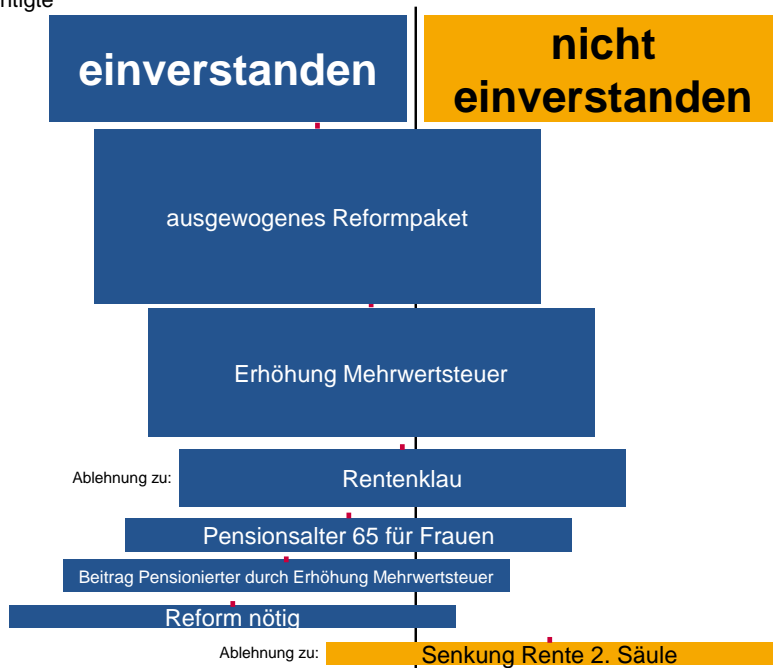 einverstanden
nicht
einverstanden
ausgewogenes Reformpaket
Erhöhung Mehrwertsteuer
Ablehnung zu:
Rentenklau
Pensionsalter 65 für Frauen
Beitrag Pensionierter durch Erhöhung Mehrwertsteuer
Reform nötig
Ablehnung zu:
Senkung Rente 2. Säule